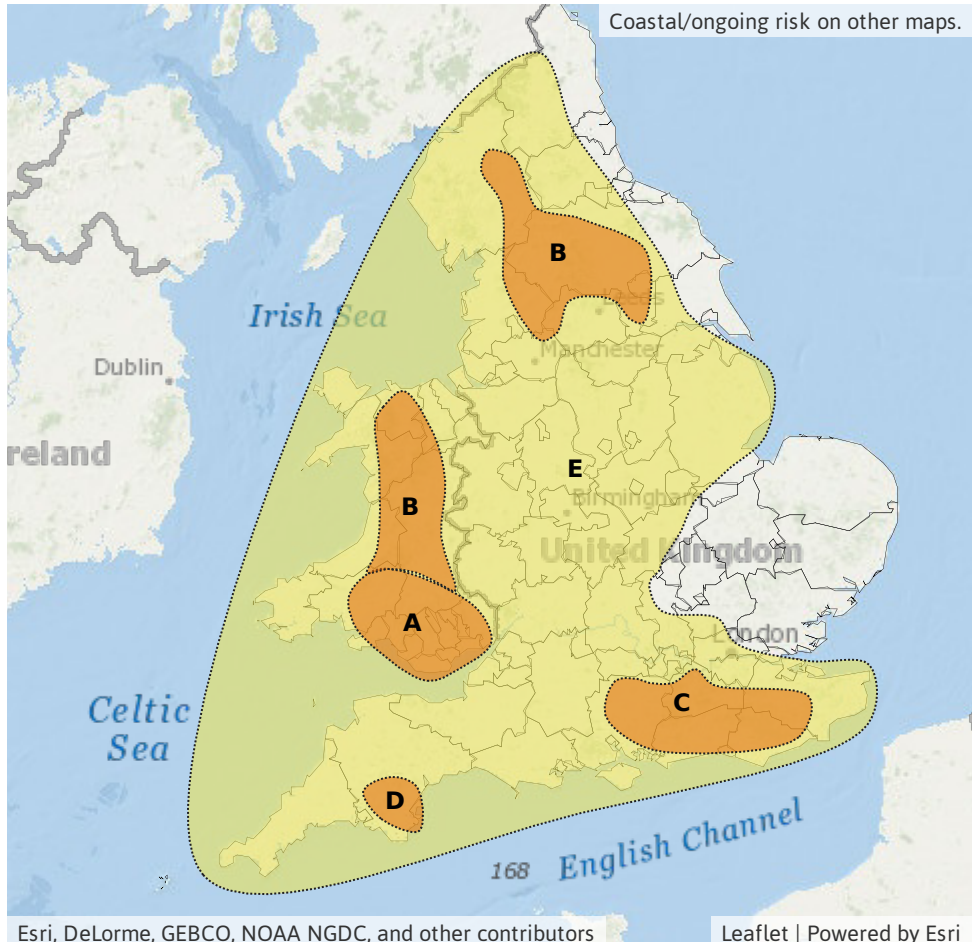 Coastal/ongoing risk on other maps.
B
Leeds
Irish Sea
Manchester
Dublin
reland
E
Birmingham
B
United Kingdom
A
London
C
Celtic
Sea
D
168
English Channel
Esri, DeLorme, GEBCO, NOAA NGDC, and other contributors
Leaflet | Powered by Esri